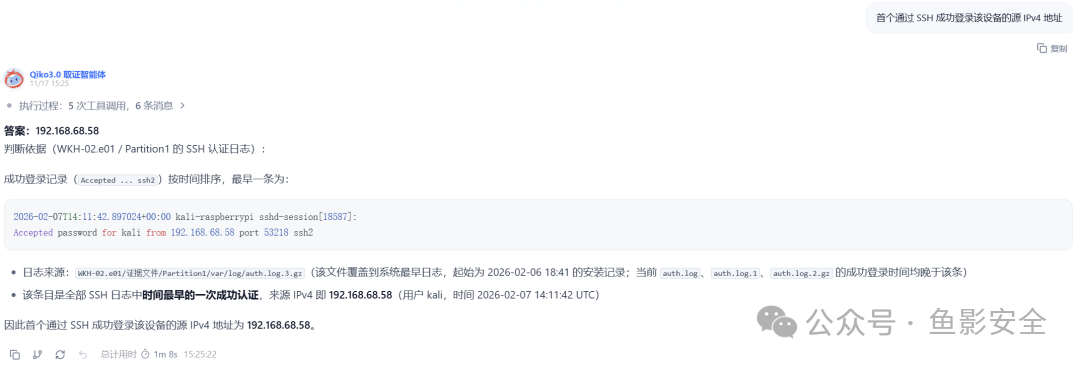 首个通过 SSH 成功登录该设备的源 IPv4 地址
复制
Qiko3.0 取证智能体
11/17 15:25
执行过程：5 次工具调用，6 条消息
答案：192.168.68.58
判断依据（WKH-02.e01 / Partition1 的 SSH 认证日志）：
成功登录记录（Accepted ... ssh2）按时间排序，最早一条为：
2026-02-07T14:11:42.897024+00:00 kali-raspberrypi sshd-session[18587]:
Accepted password for kali from 192.168.68.58 port 53218 ssh2
日志来源：WKH-02.e01/证据文件/Partition1/var/log/auth.log.3.gz（该文件覆盖到系统最早日志，起始为 2026-02-06 18:41 的安装记录；当前 auth.log、auth.log.1、auth.log.2.gz 的成功登录时间均晚于该条）
该条目是全部 SSH 日志中时间最早的一次成功认证，来源 IPv4 即 192.168.68.58（用户 kali，时间 2026-02-07 14:11:42 UTC）
因此首个通过 SSH 成功登录该设备的源 IPv4 地址为 192.168.68.58。
公众号 · 鱼影安全
总计用时 1m 8s 15:25:22